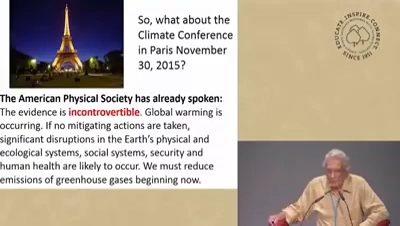 So, what about the
Climate Conference
in Paris November
30, 2015?
EDUCATE.INSPIRE.CONNECT.
SINCE 1951
The American Physical Society has already spoken:
The evidence is incontrovertible. Global warming is
occurring. If no mitigating actions are taken,
significant disruptions in the Earth's physical and
ecological systems, social systems, security and
human health are likely to occur. We must reduce
emissions of greenhouse gases beginning now.